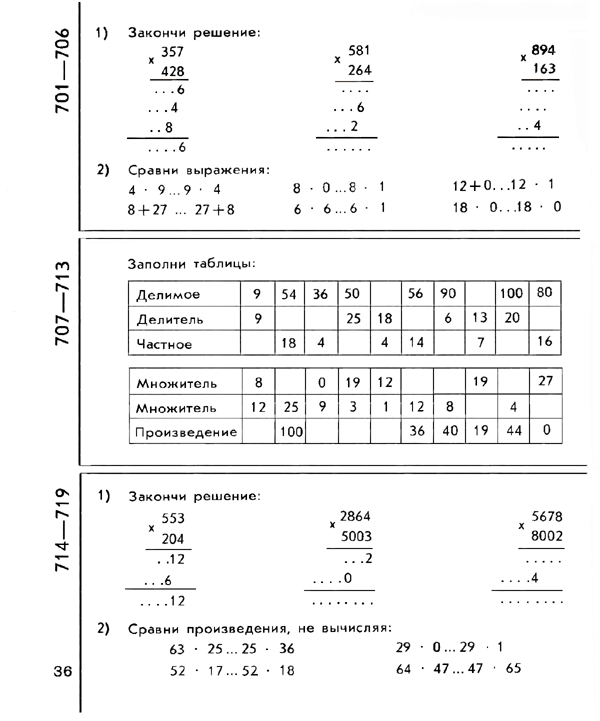 701—706
1) Закончи решение:
357 581 894
x x x
428 264 163
...6 .... ....
...4 ...6 ....
..8 ...2 ..4
....6 ...... .....
2) Сравни выражения:
4 · 9...9 · 4 8 · 0...8 · 1 12+0...12 · 1
8+27 ... 27+8 6 · 6...6 · 1 18 · 0...18 · 0
707—713
Заполни таблицы:
Делимое 9 54 36 50 56 90 100 80
Делитель 9 25 18 6 13 20
Частное 18 4 4 14 7 16
Множитель 8 0 19 12 19 27
Множитель 12 25 9 3 1 12 8 4
Произведение 100 36 40 19 44 0
714—719
1) Закончи решение:
553 2864 5678
x x x
204 5003 8002
..12 ...2 .....
...6 ....0 ....4
....12 ........ ........
2) Сравни произведения, не вычисляя:
63 · 25...25 · 36 29 · 0...29 · 1
52 · 17...52 · 18 64 · 47...47 · 65
36